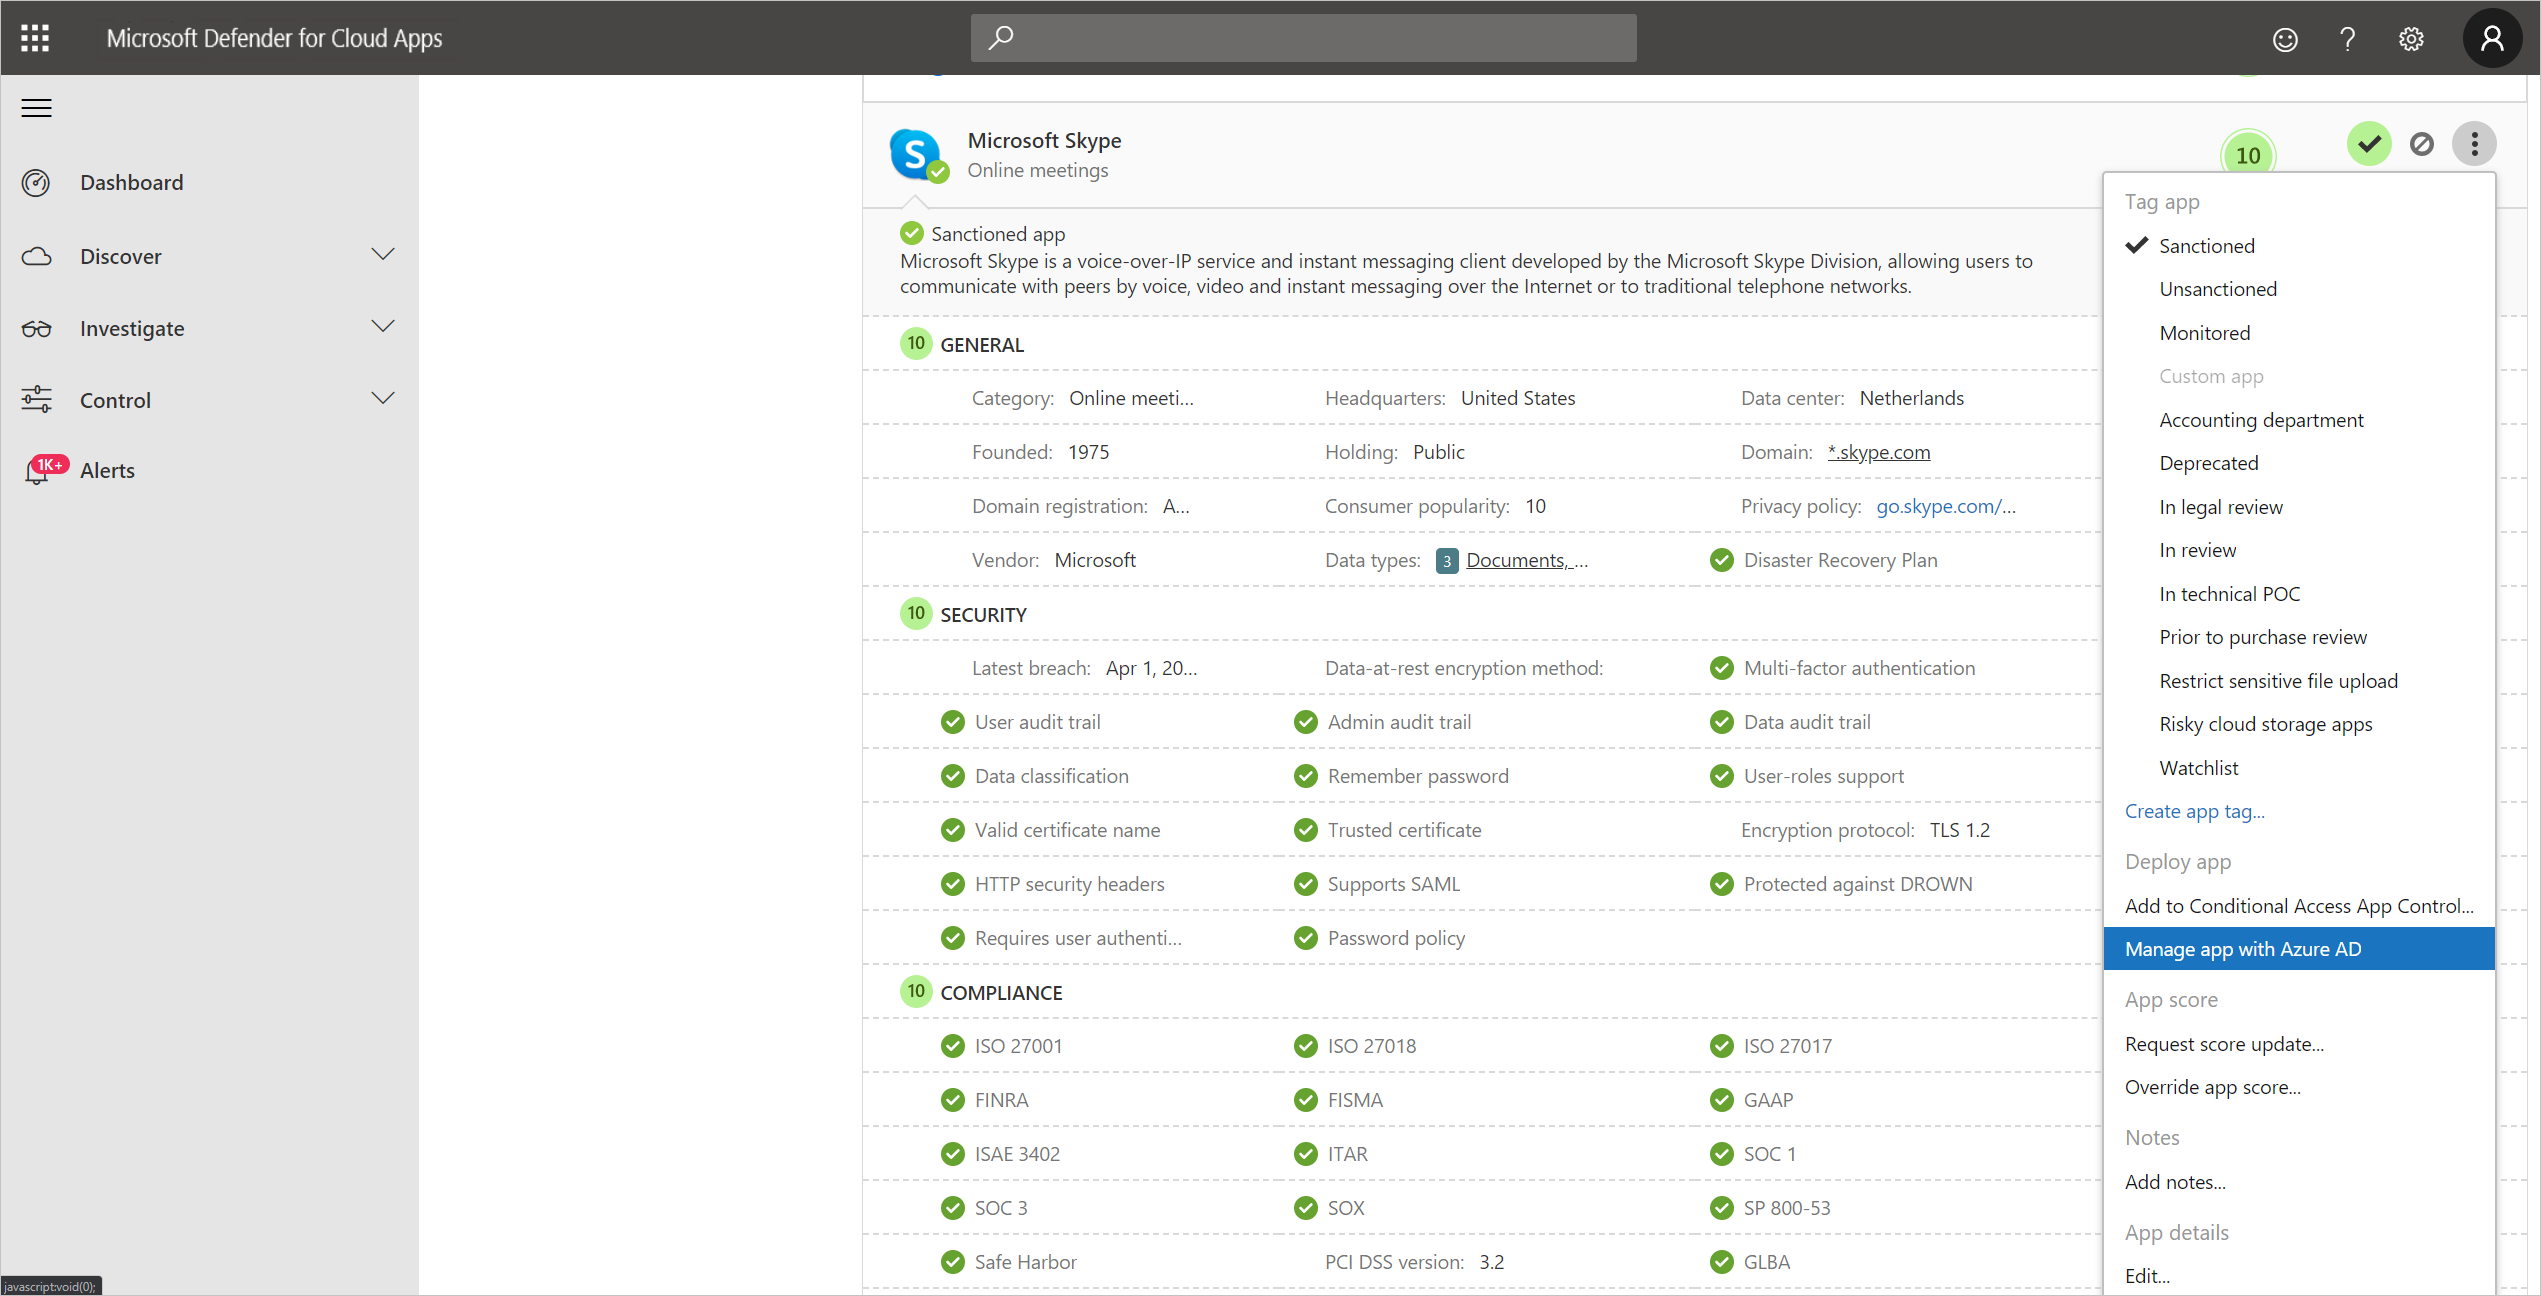 Microsoft Defender for Cloud Apps
Dashboard
Discover
Investigate
Control
1K+
Alerts
S
Microsoft Skype
Online meetings
10
Sanctioned app
Microsoft Skype is a voice-over-IP service and instant messaging client developed by the Microsoft Skype Division, allowing users to
communicate with peers by voice, video and instant messaging over the Internet or to traditional telephone networks.
10 GENERAL
Category: Online meeti... Headquarters: United States Data center: Netherlands
Founded: 1975 Holding: Public Domain: *.skype.com
Domain registration: A... Consumer popularity: 10 Privacy policy: go.skype.com/...
Vendor: Microsoft Data types: 3 Documents, ... Disaster Recovery Plan
10 SECURITY
Latest breach: Apr 1, 20... Data-at-rest encryption method: Multi-factor authentication
User audit trail Admin audit trail Data audit trail
Data classification Remember password User-roles support
Valid certificate name Trusted certificate Encryption protocol: TLS 1.2
HTTP security headers Supports SAML Protected against DROWN
Requires user authenti... Password policy
10 COMPLIANCE
ISO 27001 ISO 27018 ISO 27017
FINRA FISMA GAAP
ISAE 3402 ITAR SOC 1
SOC 3 SOX SP 800-53
Safe Harbor PCI DSS version: 3.2 GLBA
Tag app
Sanctioned
Unsanctioned
Monitored
Custom app
Accounting department
Deprecated
In legal review
In review
In technical POC
Prior to purchase review
Restrict sensitive file upload
Risky cloud storage apps
Watchlist
Create app tag...
Deploy app
Add to Conditional Access App Control...
Manage app with Azure AD
App score
Request score update...
Override app score...
Notes
Add notes...
App details
Edit...
javascript:void(0);